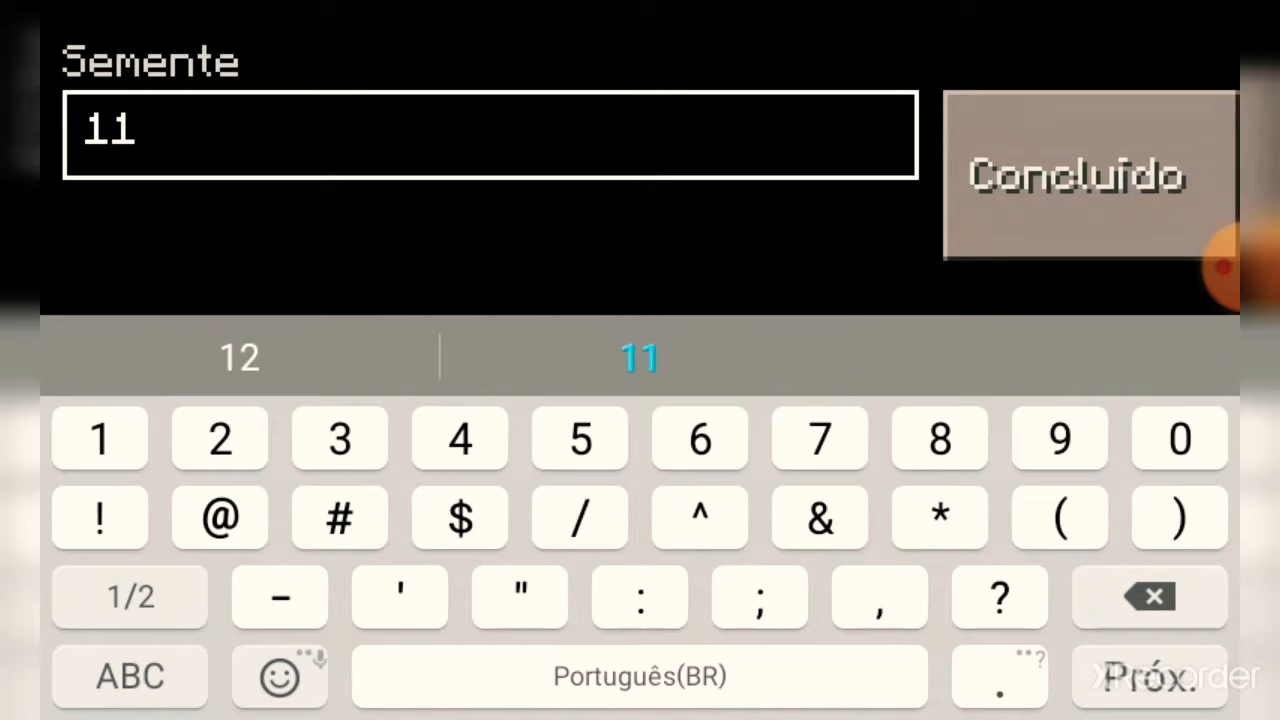 Semente
11
Concluído
12 11
1 2 3 4 5 6 7 8 9 0
! @ # $ / ^ & * ( )
1/2 - ' " : ; , ?
ABC Português(BR) . ? Próx.
XRecorder